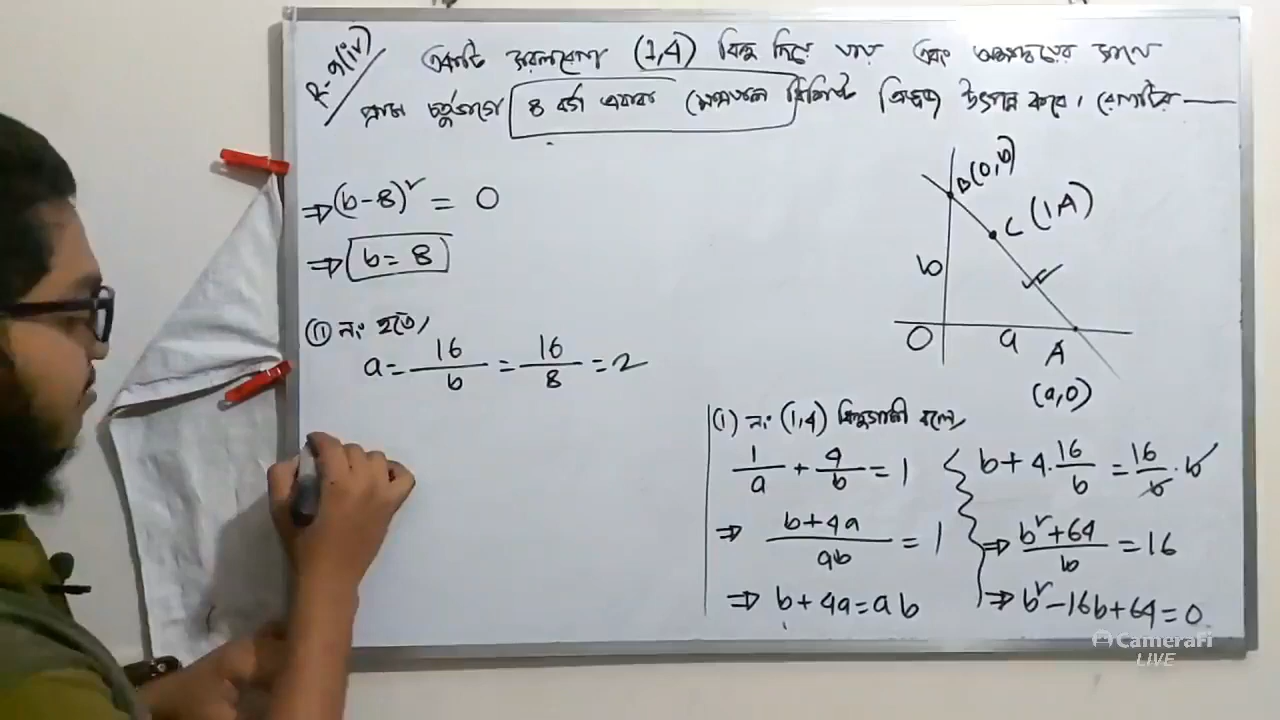 R-9(iv)
একটি সরলরেখা (1,4) বিন্দু দিয়ে যায় এবং অক্ষদ্বয়ের সাথে
প্রথম চতুর্ভাগে 8 বর্গ একক ক্ষেত্রফল বিশিষ্ট ত্রিভুজ উৎপন্ন করে। রেখাটির
⇒(b-8)² = 0
⇒ b = 8
(ii) নং হতে,
a = 16/b = 16/8 = 2
B(0,b)
C (1,4)
b
O a A
(a,0)
(i) নং (1,4) বিন্দুগামী বলে,
1/a + 4/b = 1
⇒ (b+4a)/ab = 1
⇒ b+4a=ab
b+4·16/b = 16/b · b
⇒ (b²+64)/b = 16
⇒ b²-16b+64=0
CameraFi
LIVE